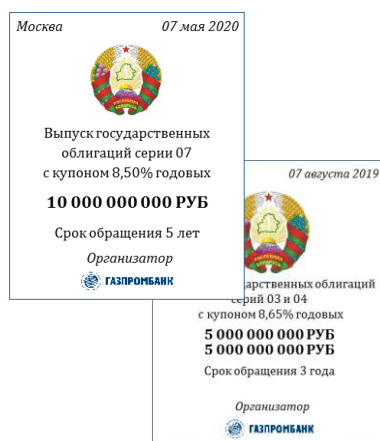 Москва 07 мая 2020
Выпуск государственных
облигаций серии 07
с купоном 8,50% годовых
10 000 000 000 РУБ
Срок обращения 5 лет
Организатор
ГАЗПРОМБАНК
07 августа 2019
облигаций
серий 03 и 04
с купоном 8,65% годовых
5 000 000 000 РУБ
5 000 000 000 РУБ
Срок обращения 3 года
Организатор
ГАЗПРОМБАНК